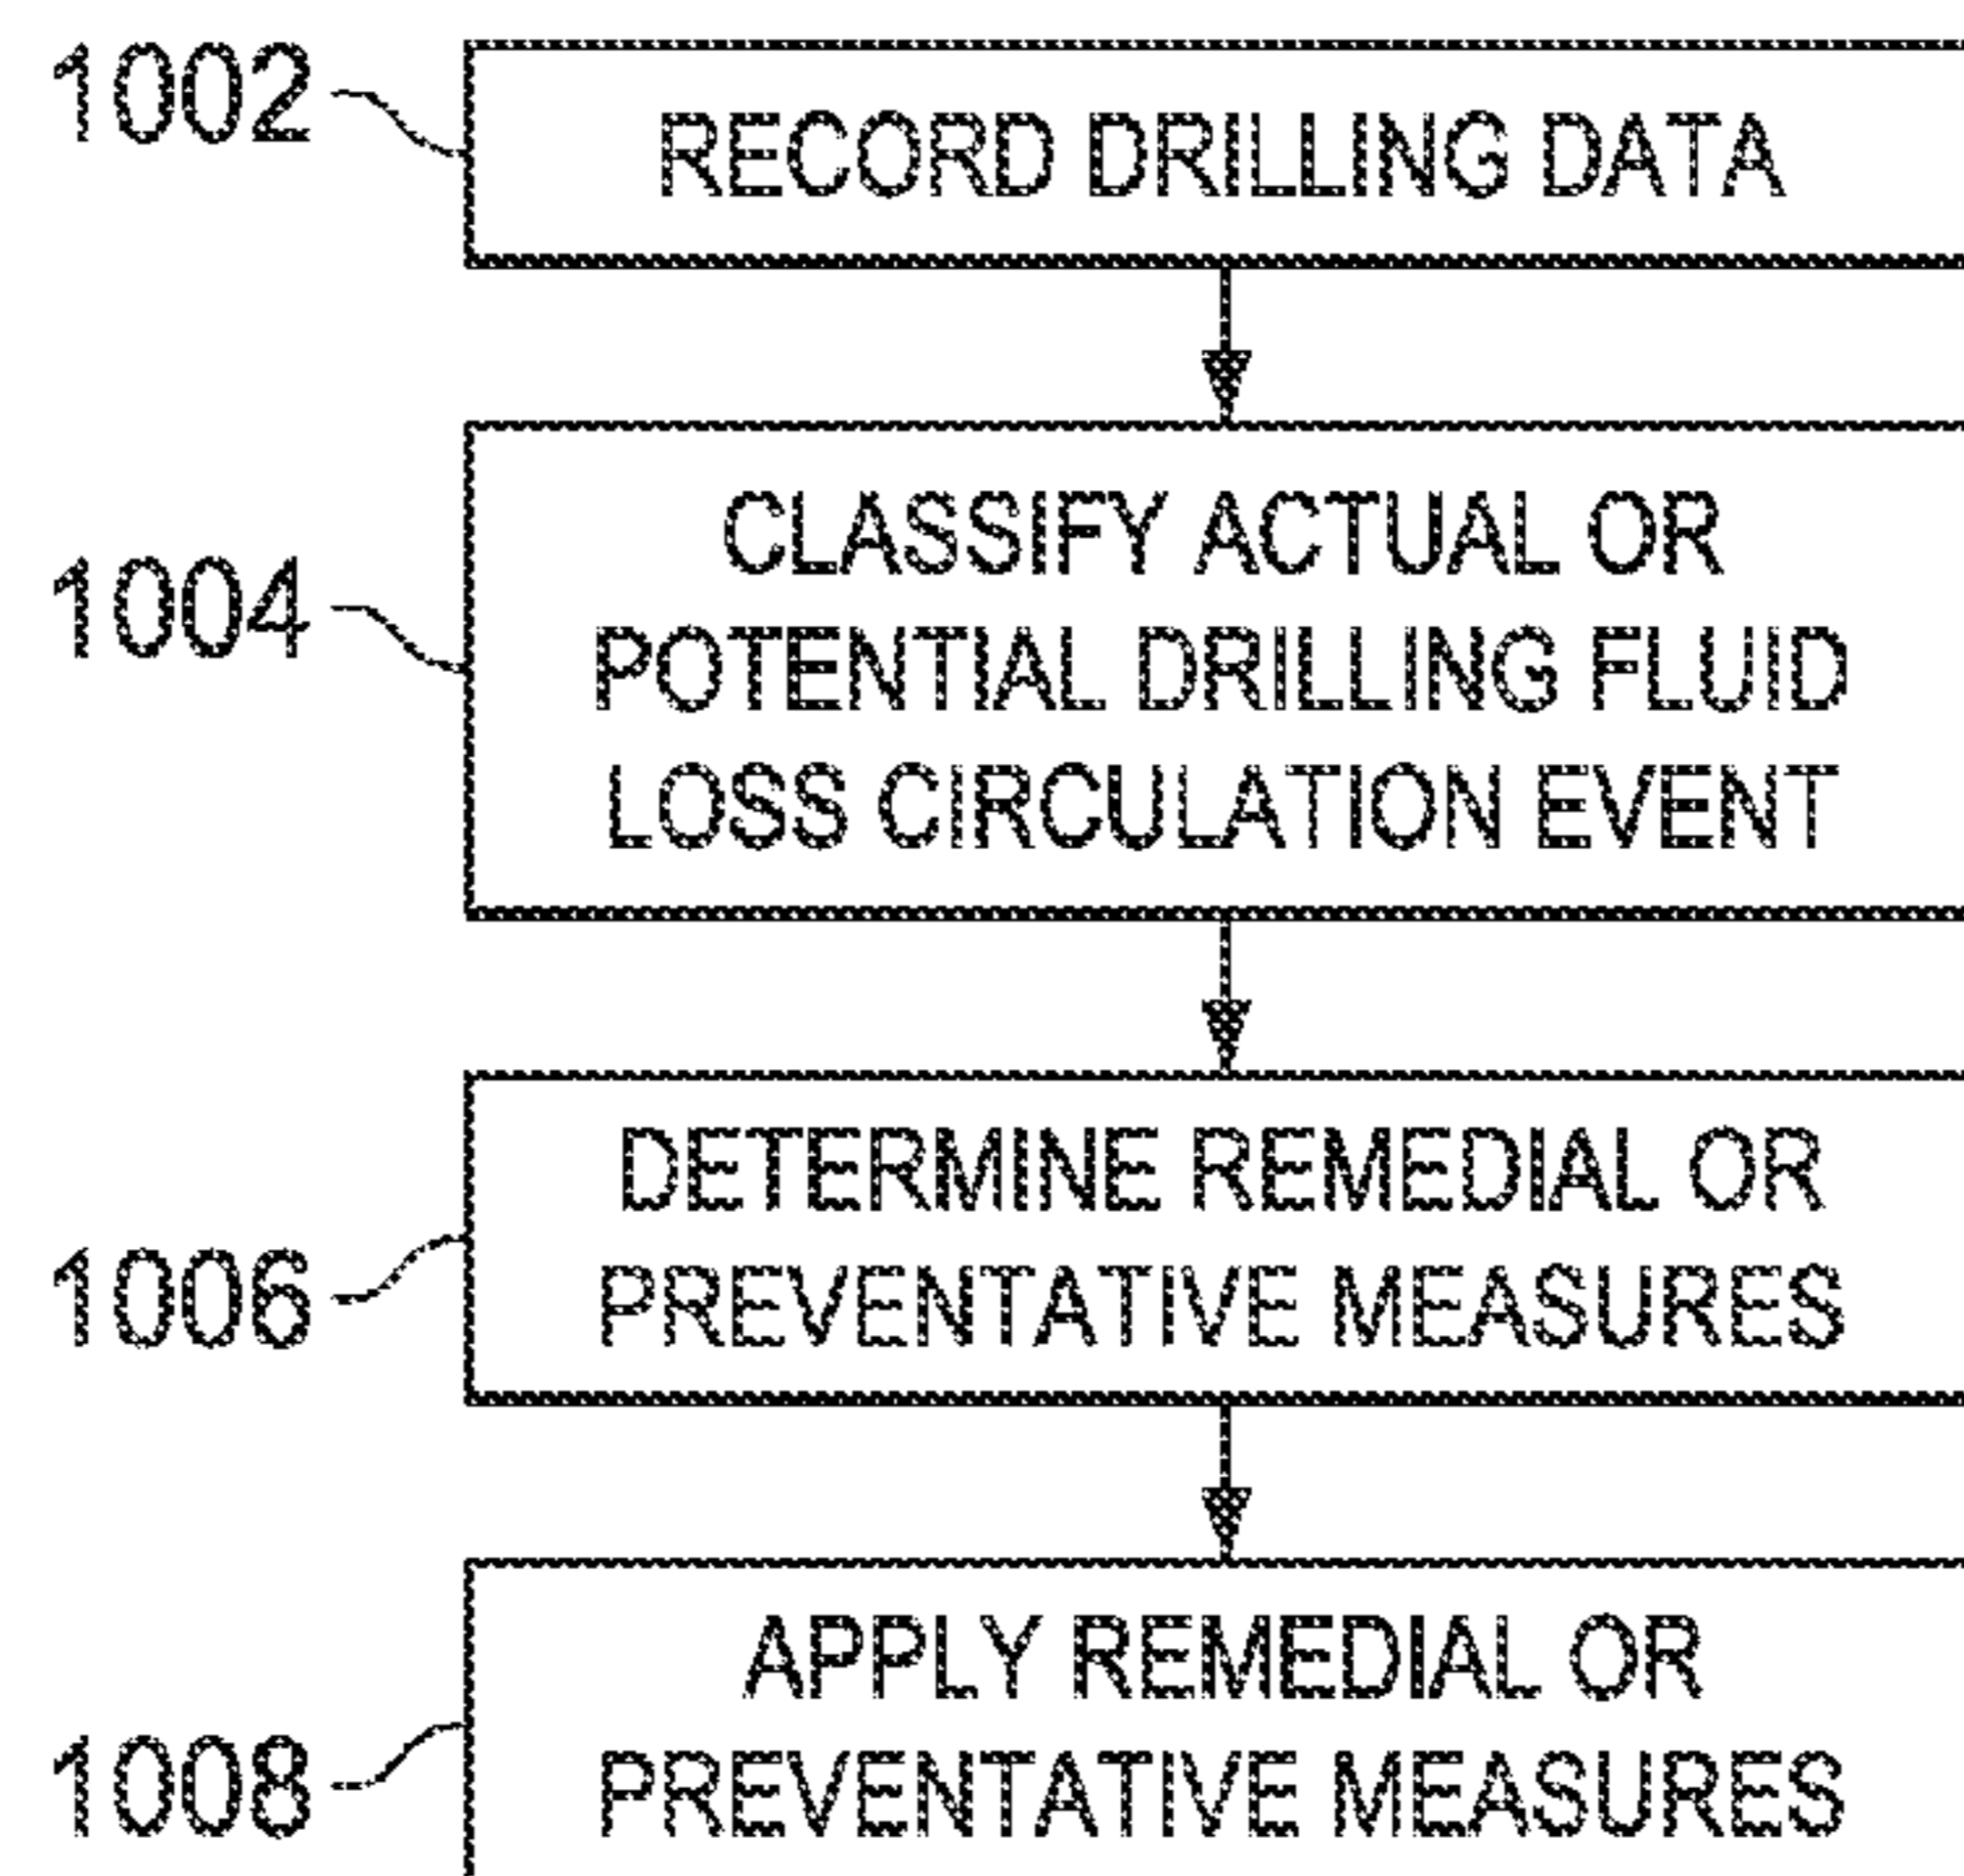 1002
RECORD DRILLING DATA
1004
CLASSIFY ACTUAL OR
POTENTIAL DRILLING FLUID
LOSS CIRCULATION EVENT
1006
DETERMINE REMEDIAL OR
PREVENTATIVE MEASURES
1008
APPLY REMEDIAL OR
PREVENTATIVE MEASURES